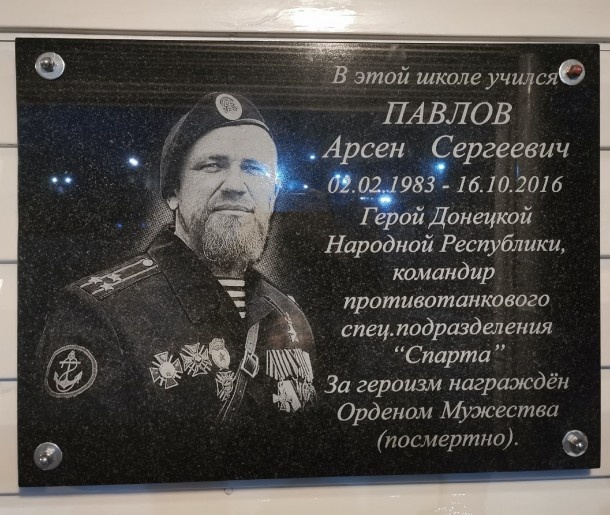 В этой школе учился
ПАВЛОВ
Арсен Сергеевич
02.02.1983 - 16.10.2016
Герой Донецкой
Народной Республики,
командир
противотанкового
спец.подразделения
“Спарта”
За героизм награждён
Орденом Мужества
(посмертно).